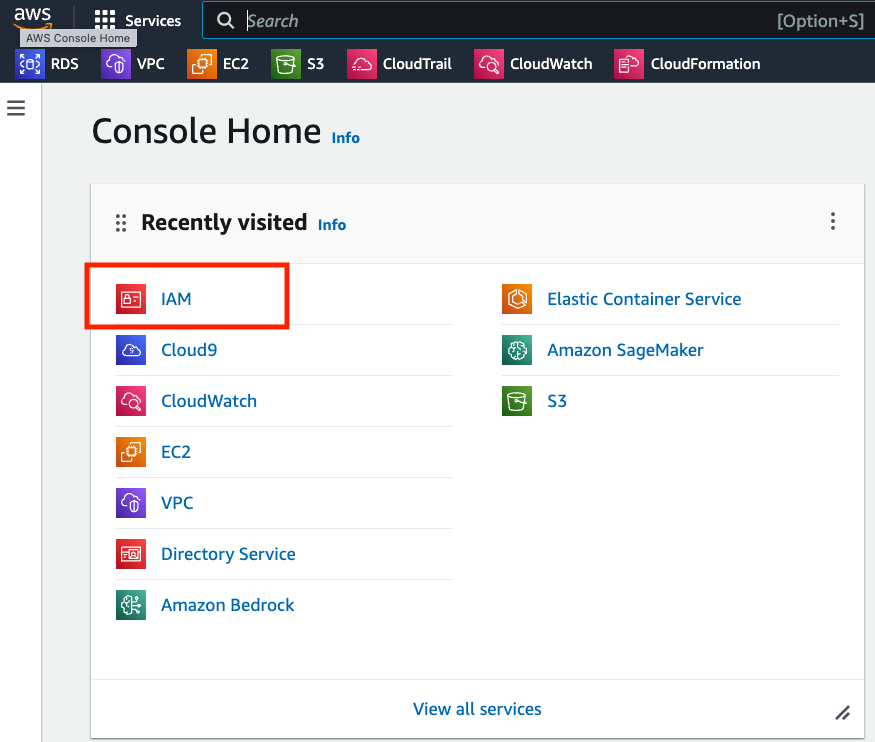 aws Services Search [Option+S]
AWS Console Home
RDS VPC EC2 S3 CloudTrail CloudWatch CloudFormation
Console Home Info
Recently visited Info
IAM
Cloud9
CloudWatch
EC2
VPC
Directory Service
Amazon Bedrock
Elastic Container Service
Amazon SageMaker
S3
View all services